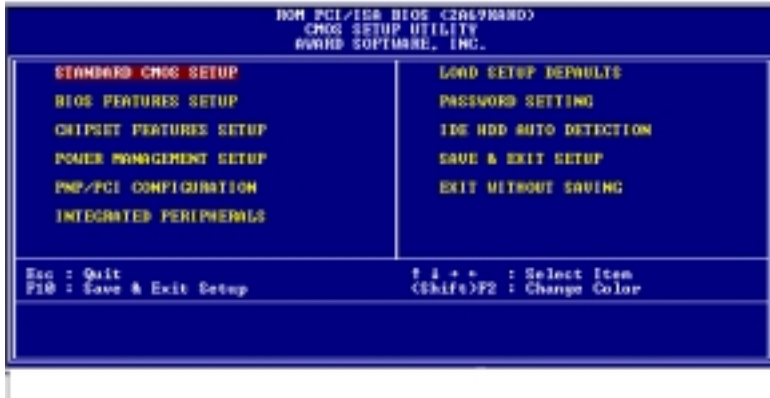 ROM PCI/ISA BIOS
CMOS SETUP UTILITY
AWARD SOFTWARE, INC.
STANDARD CMOS SETUP
BIOS FEATURES SETUP
CHIPSET FEATURES SETUP
POWER MANAGEMENT SETUP
PNP/PCI CONFIGURATION
INTEGRATED PERIPHERALS
LOAD SETUP DEFAULTS
PASSWORD SETTING
IDE HDD AUTO DETECTION
SAVE & EXIT SETUP
EXIT WITHOUT SAVING
Esc : Quit
F10 : Save & Exit Setup
: Select Item
(Shift)F2 : Change Color